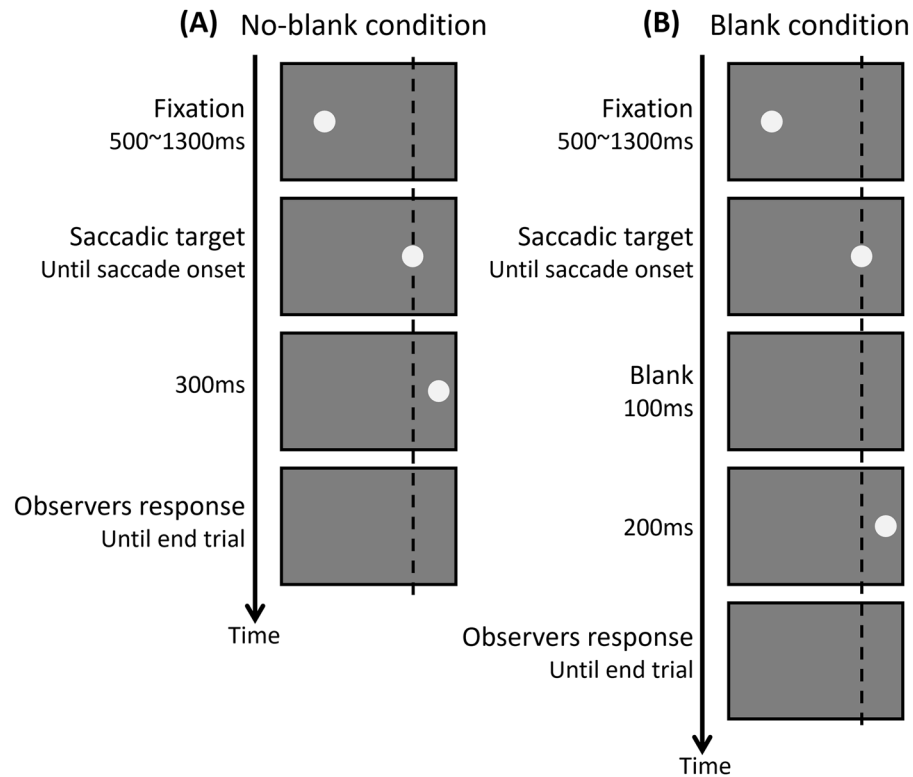 (A) No-blank condition
Fixation
500~1300ms
Saccadic target
Until saccade onset
300ms
Observers response
Until end trial
Time
(B) Blank condition
Fixation
500~1300ms
Saccadic target
Until saccade onset
Blank
100ms
200ms
Observers response
Until end trial
Time